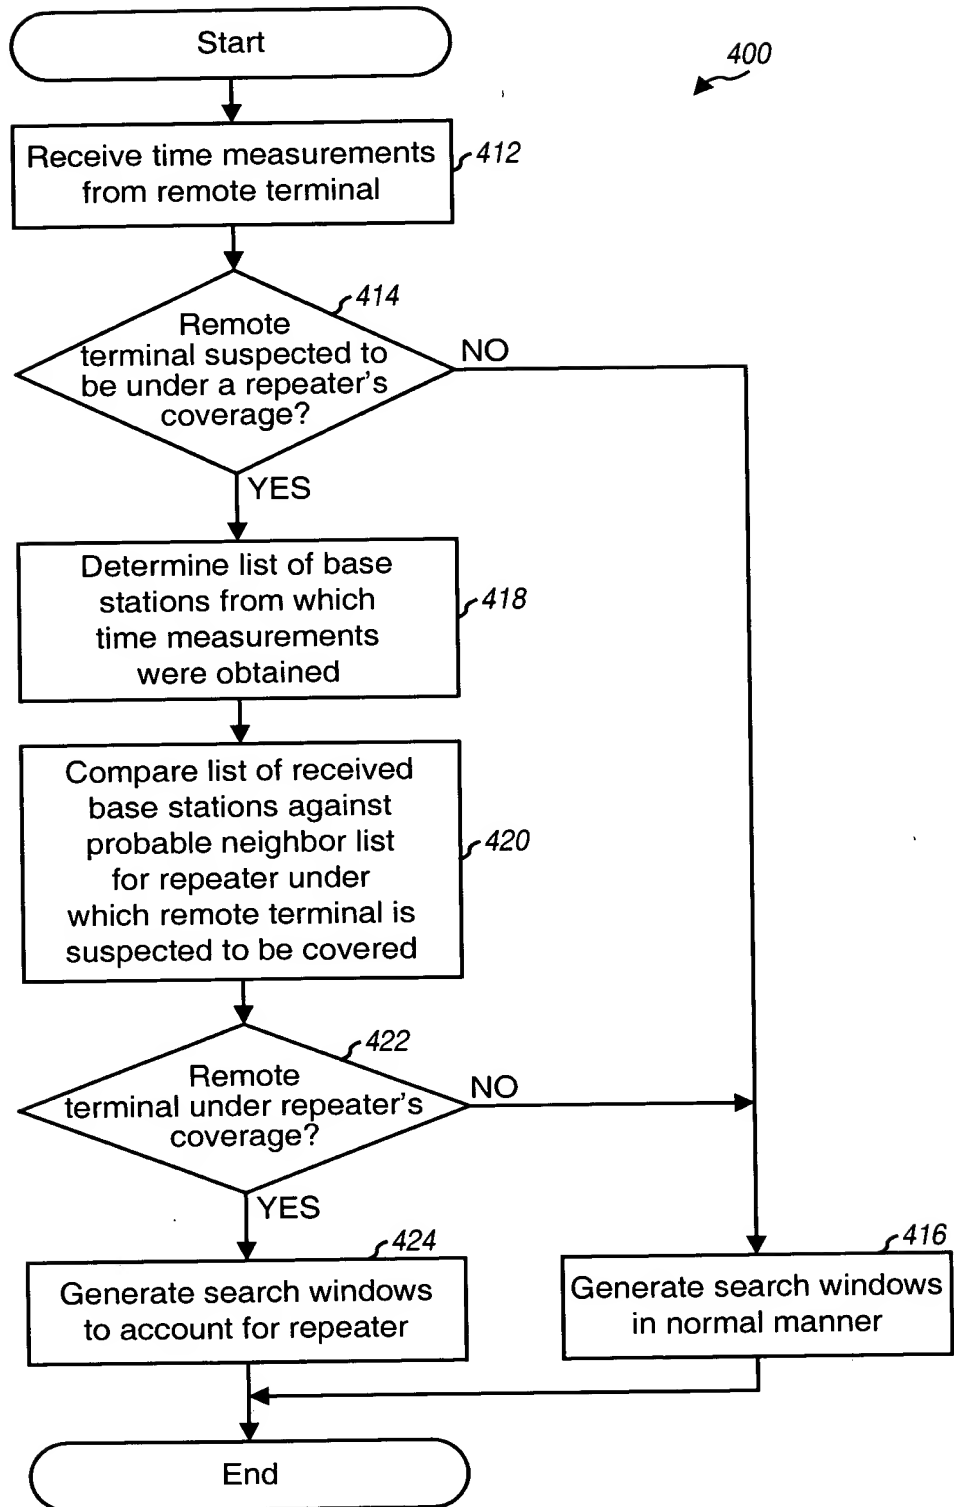 Start
400
Receive time measurements
from remote terminal
412
414
Remote
terminal suspected to
be under a repeater's
coverage?
NO
YES
Determine list of base
stations from which
time measurements
were obtained
418
Compare list of received
base stations against
probable neighbor list
for repeater under
which remote terminal is
suspected to be covered
420
422
Remote
terminal under repeater's
coverage?
NO
YES
424
Generate search windows
to account for repeater
416
Generate search windows
in normal manner
End